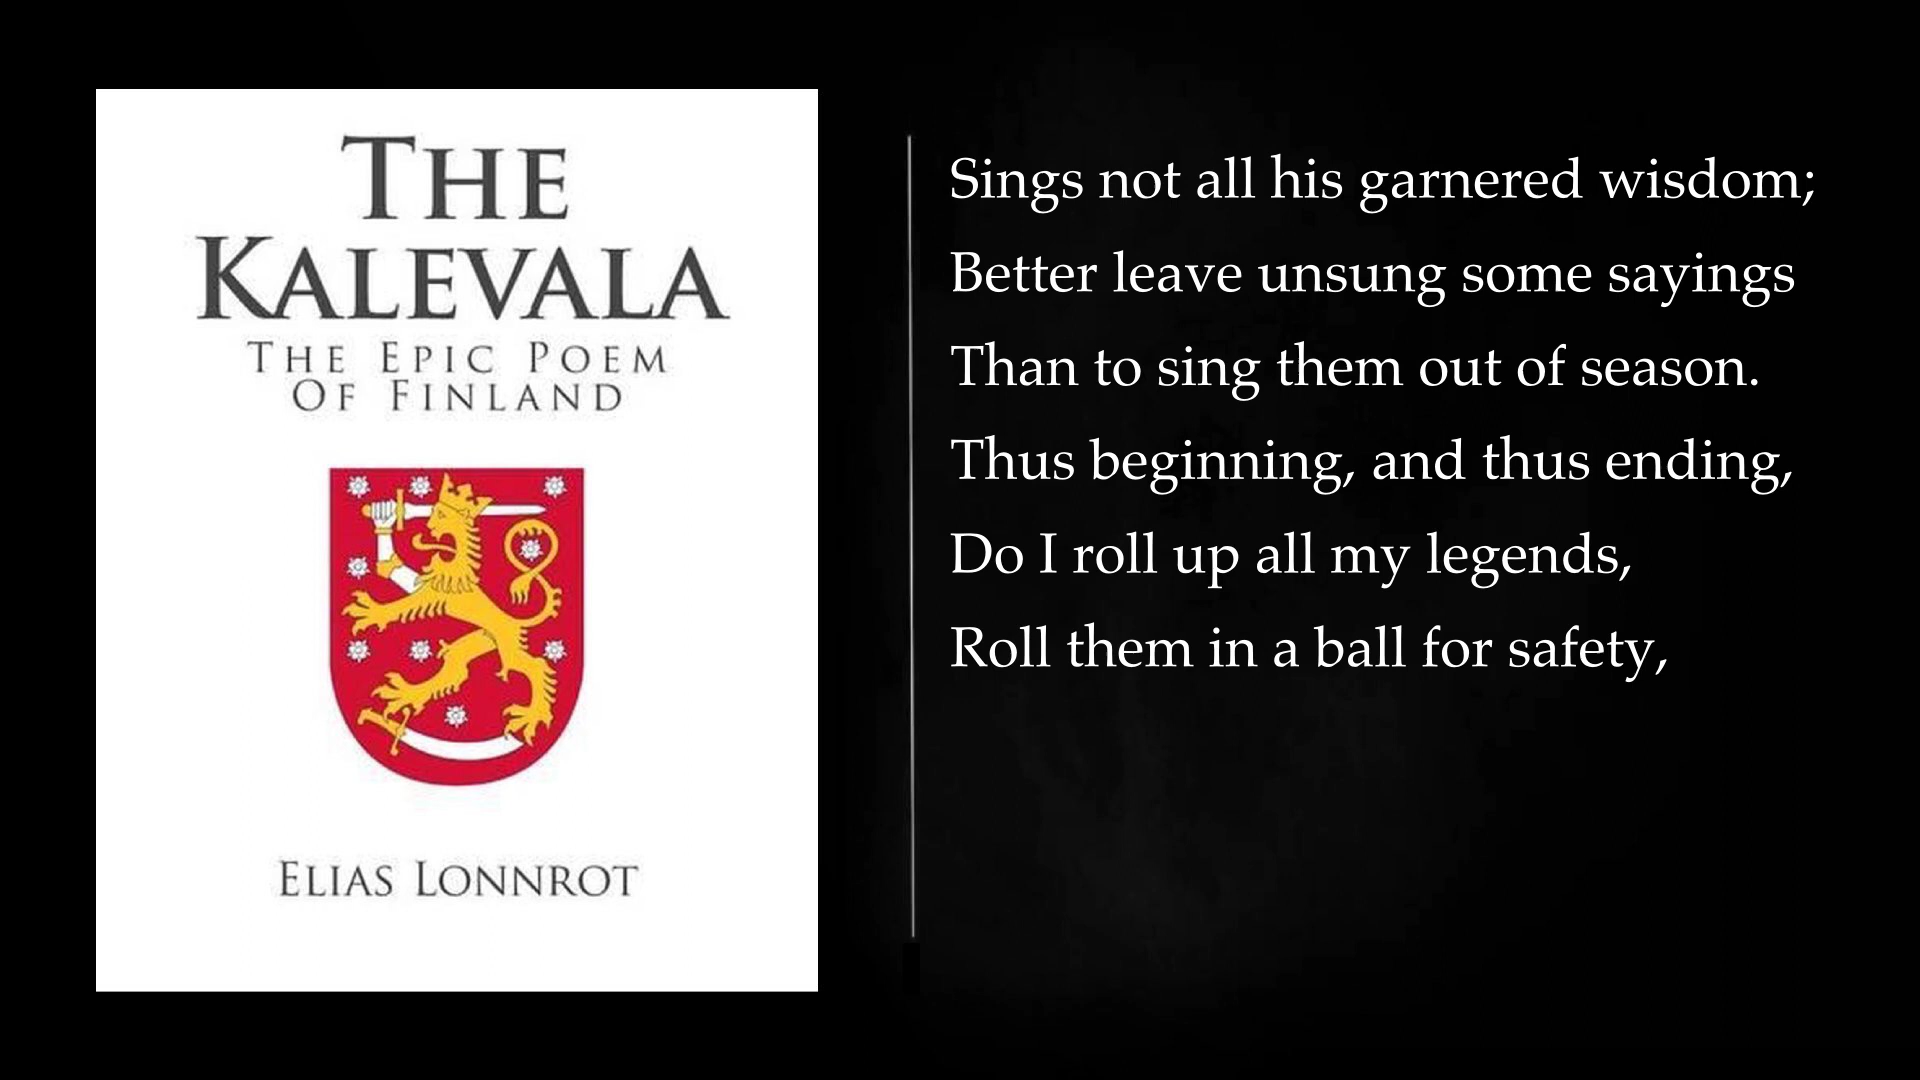 THE
KALEVALA
THE EPIC POEM
OF FINLAND
ELIAS LONNROT
Sings not all his garnered wisdom;
Better leave unsung some sayings
Than to sing them out of season.
Thus beginning, and thus ending,
Do I roll up all my legends,
Roll them in a ball for safety,